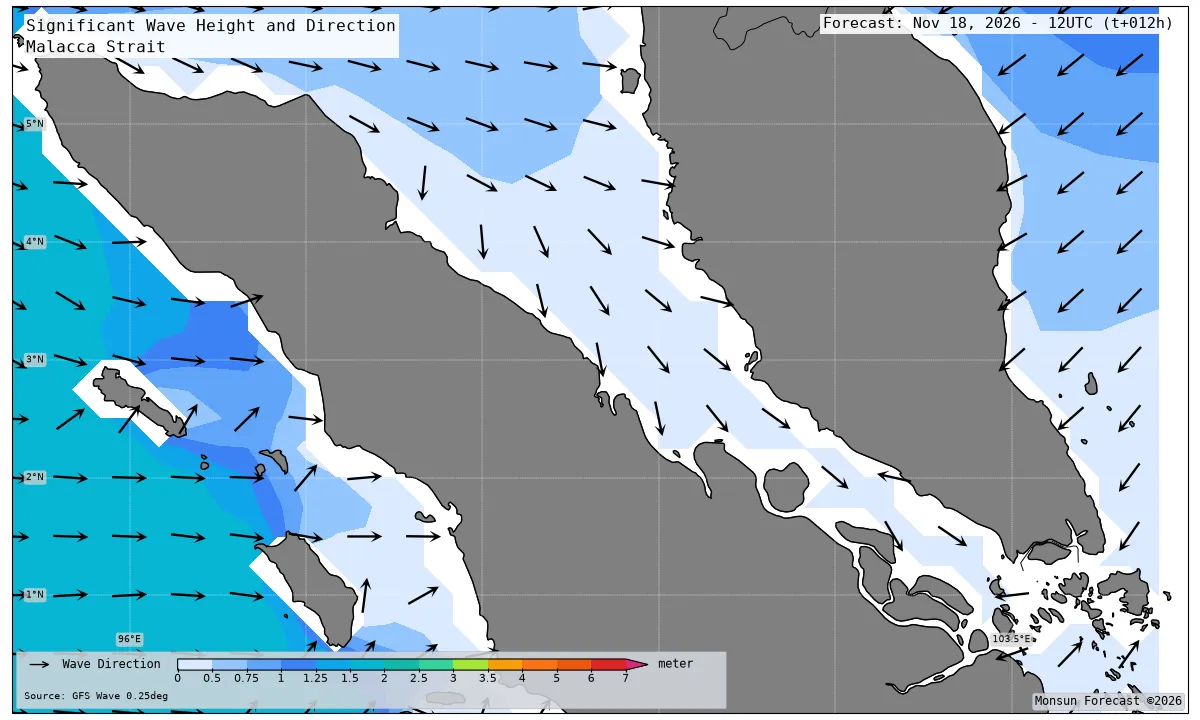 Significant Wave Height and Direction
Malacca Strait
Forecast: Nov 18, 2026 - 12UTC (t+012h)
5°N
4°N
3°N
2°N
1°N
96°E
103.5°E
Wave Direction
meter
0 0.5 0.75 1 1.25 1.5 2 2.5 3 3.5 4 5 6 7
Source: GFS Wave 0.25deg
Monsun Forecast ©2026